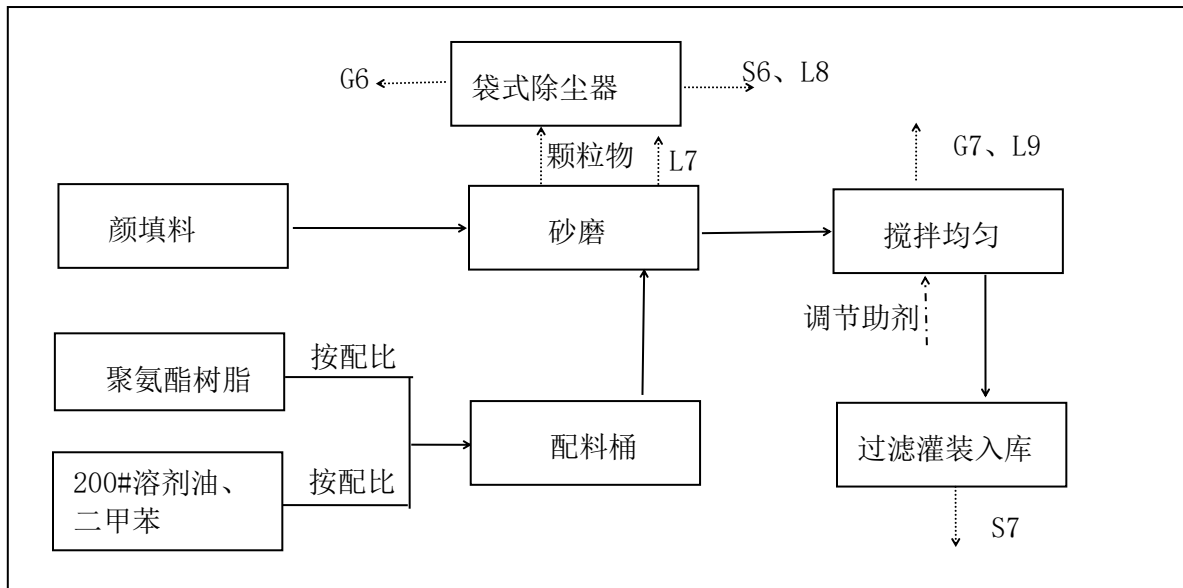 G6
袋式除尘器
S6、L8
颗粒物
L7
G7、L9
颜填料
砂磨
搅拌均匀
调节助剂
聚氨酯树脂
按配比
配料桶
过滤灌装入库
200#溶剂油、
二甲苯
按配比
S7